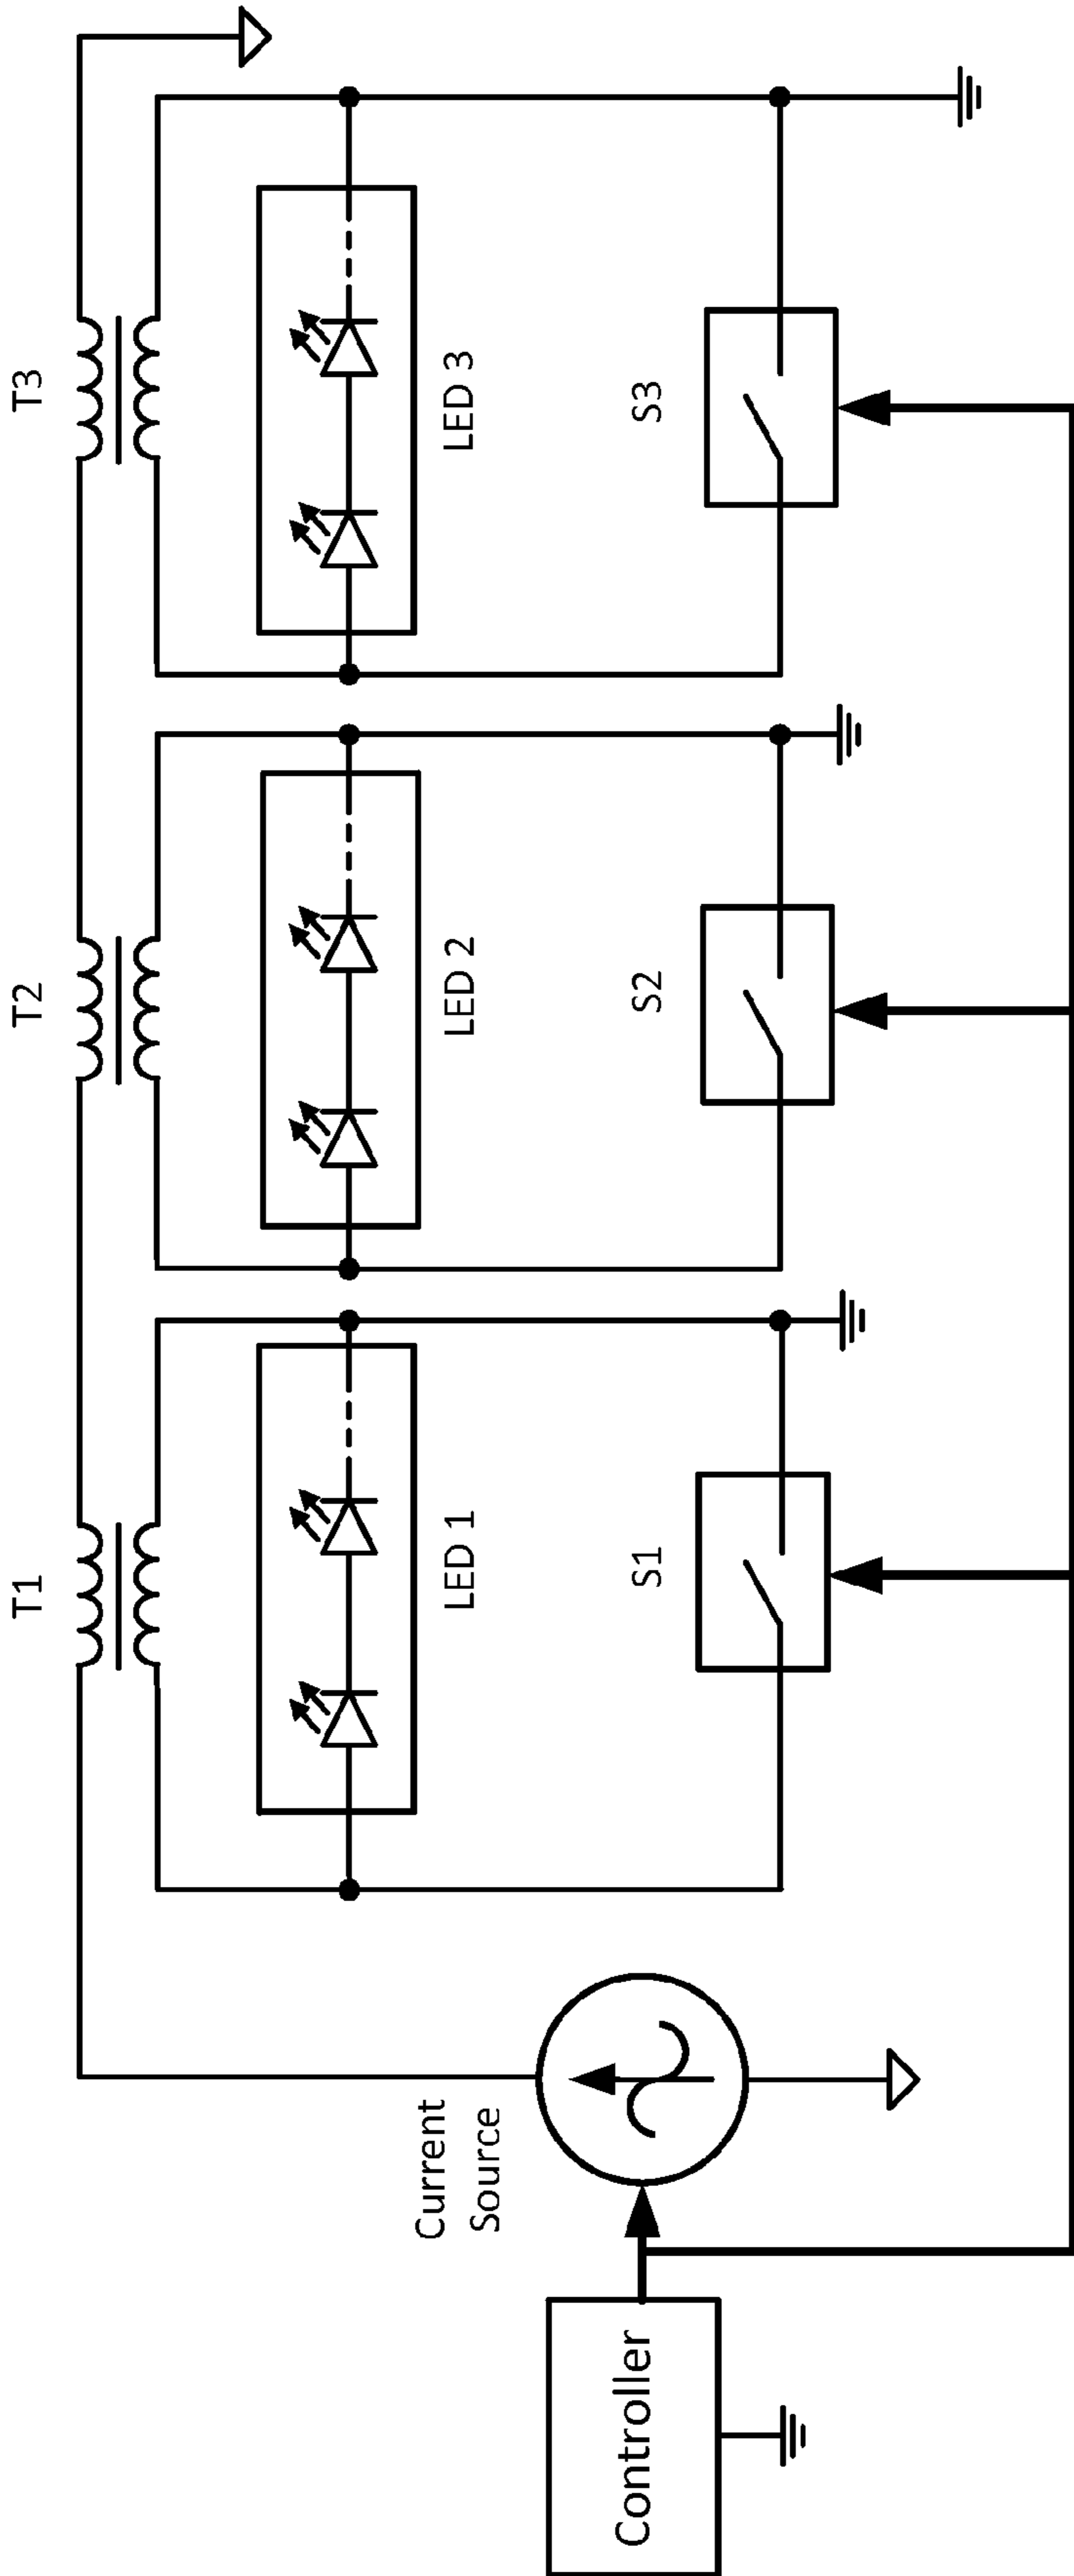 T1
T2
T3
LED 1
LED 2
LED 3
S1
S2
S3
Current
Source
Controller